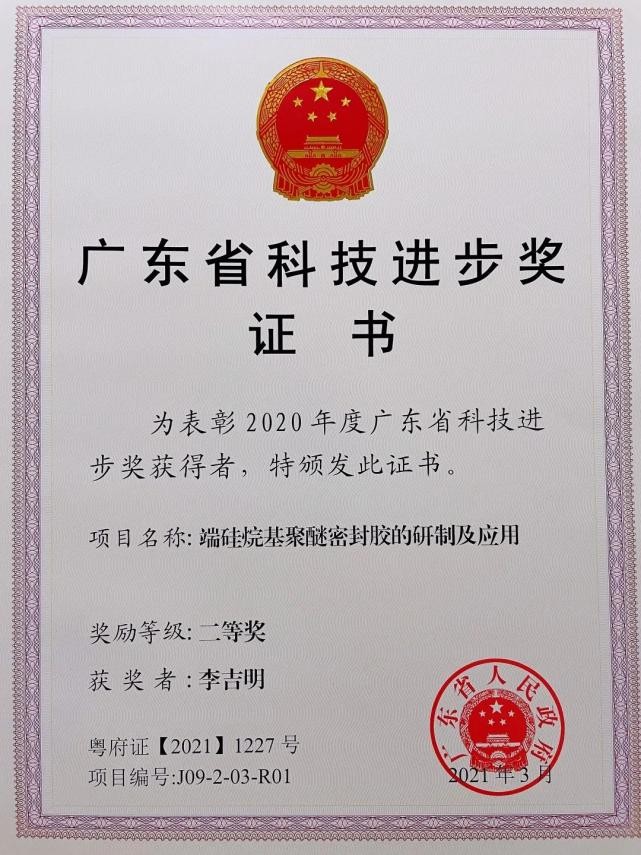 广东省科技进步奖
证 书
为表彰2020年度广东省科技进
步奖获得者，特颁发此证书。
项目名称:端硅烷基聚醚密封胶的研制及应用
奖励等级:二等奖
获 奖 者:李吉明
粤府证【2021】1227号
项目编号:J09-2-03-R01
广东省人民政府
2021年3月